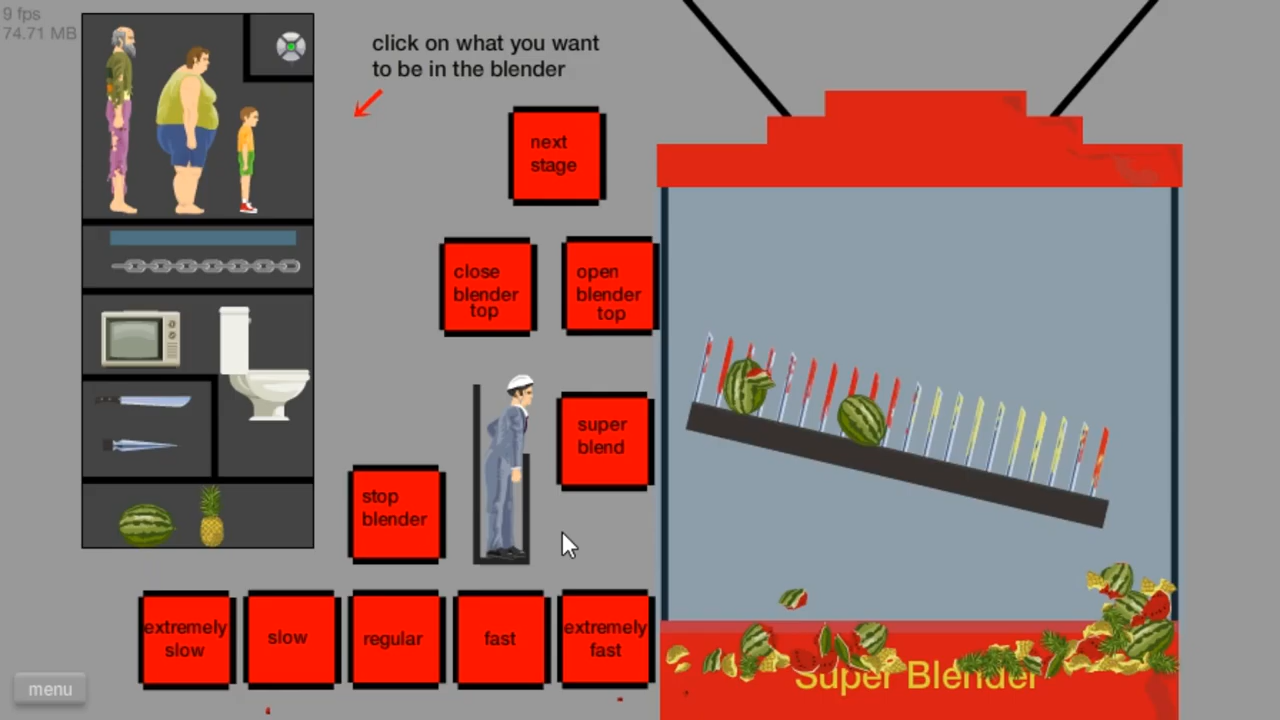 9 fps
74.71 MB
click on what you want
to be in the blender
next
stage
close
blender
top
open
blender
top
super
blend
stop
blender
extremely
slow
slow
regular
fast
extremely
fast
Super Blender
menu